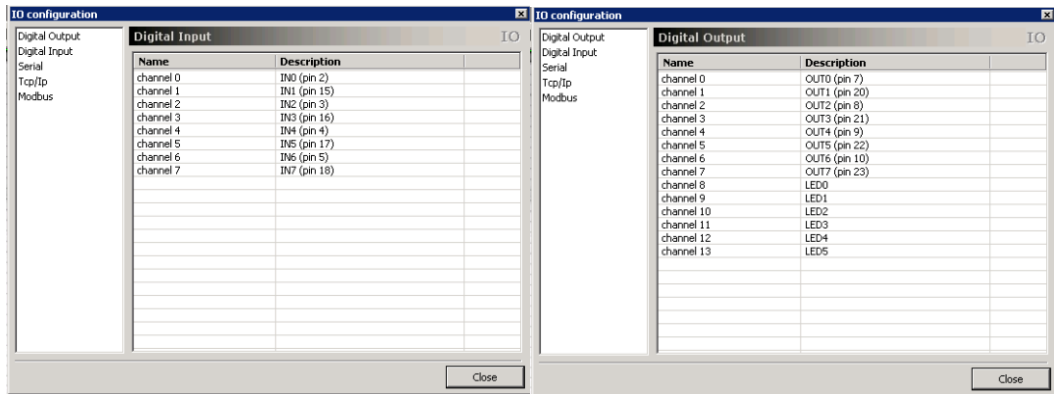 IO configuration
Digital Output
Digital Input
Serial
Tcp/Ip
Modbus
Digital Input IO
Name Description
channel 0 IN0 (pin 2)
channel 1 IN1 (pin 15)
channel 2 IN2 (pin 3)
channel 3 IN3 (pin 16)
channel 4 IN4 (pin 4)
channel 5 IN5 (pin 17)
channel 6 IN6 (pin 5)
channel 7 IN7 (pin 18)
Close
IO configuration
Digital Output
Digital Input
Serial
Tcp/Ip
Modbus
Digital Output IO
Name Description
channel 0 OUT0 (pin 7)
channel 1 OUT1 (pin 20)
channel 2 OUT2 (pin 8)
channel 3 OUT3 (pin 21)
channel 4 OUT4 (pin 9)
channel 5 OUT5 (pin 22)
channel 6 OUT6 (pin 10)
channel 7 OUT7 (pin 23)
channel 8 LED0
channel 9 LED1
channel 10 LED2
channel 11 LED3
channel 12 LED4
channel 13 LED5
Close